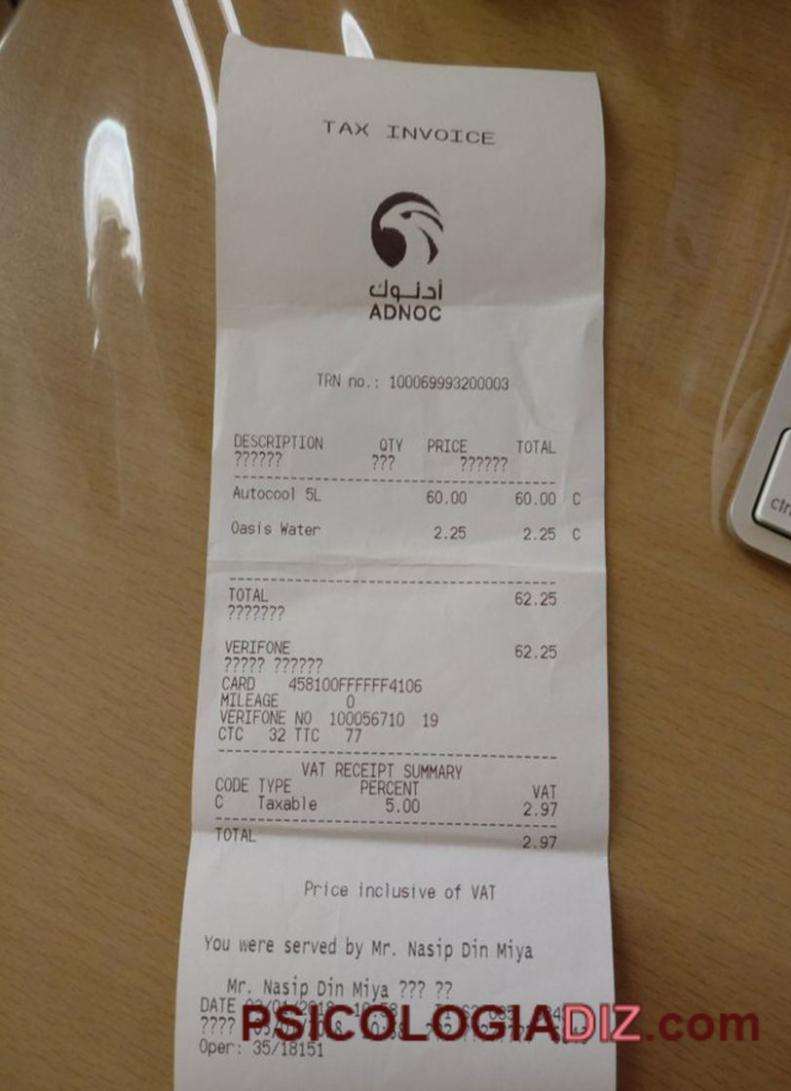 TAX INVOICE
أدنوك
ADNOC
TRN no.: 100069993200003
DESCRIPTION QTY PRICE TOTAL
?????? ??? ??????
Autocool 5L 60.00 60.00 C
Oasis Water 2.25 2.25 C
TOTAL 62.25
???????
VERIFONE 62.25
????? ??????
CARD 458100FFFFFF4106
MILEAGE 0
VERIFONE NO 100056710 19
CTC 32 TTC 77
VAT RECEIPT SUMMARY
CODE TYPE PERCENT VAT
C Taxable 5.00 2.97
TOTAL 2.97
Price inclusive of VAT
You were served by Mr. Nasip Din Miya
Mr. Nasip Din Miya ??? ??
DATE
????
PSICOLOGIADIZ.com
Oper: 35/18151
ctrl